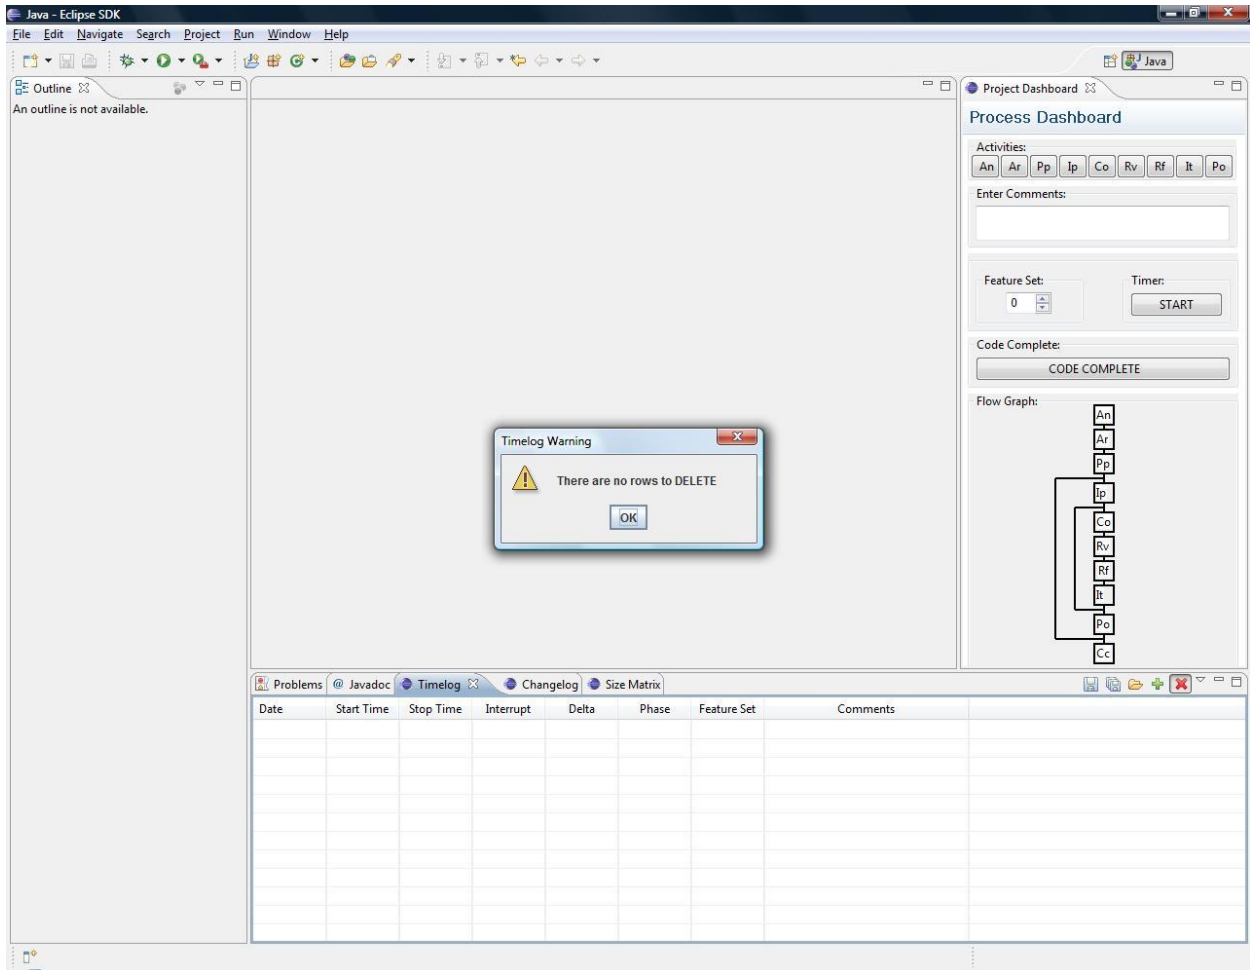 Java - Eclipse SDK
File Edit Navigate Search Project Run Window Help
Java
Outline
An outline is not available.
Project Dashboard
Process Dashboard
Activities:
An Ar Pp Ip Co Rv Rf It Po
Enter Comments:
Feature Set: Timer:
0 START
Code Complete:
CODE COMPLETE
Flow Graph:
An
Ar
Pp
Ip
Co
Rv
Rf
It
Po
Cc
Timelog Warning
There are no rows to DELETE
OK
Problems @ Javadoc Timelog Changelog Size Matrix
Date Start Time Stop Time Interrupt Delta Phase Feature Set Comments